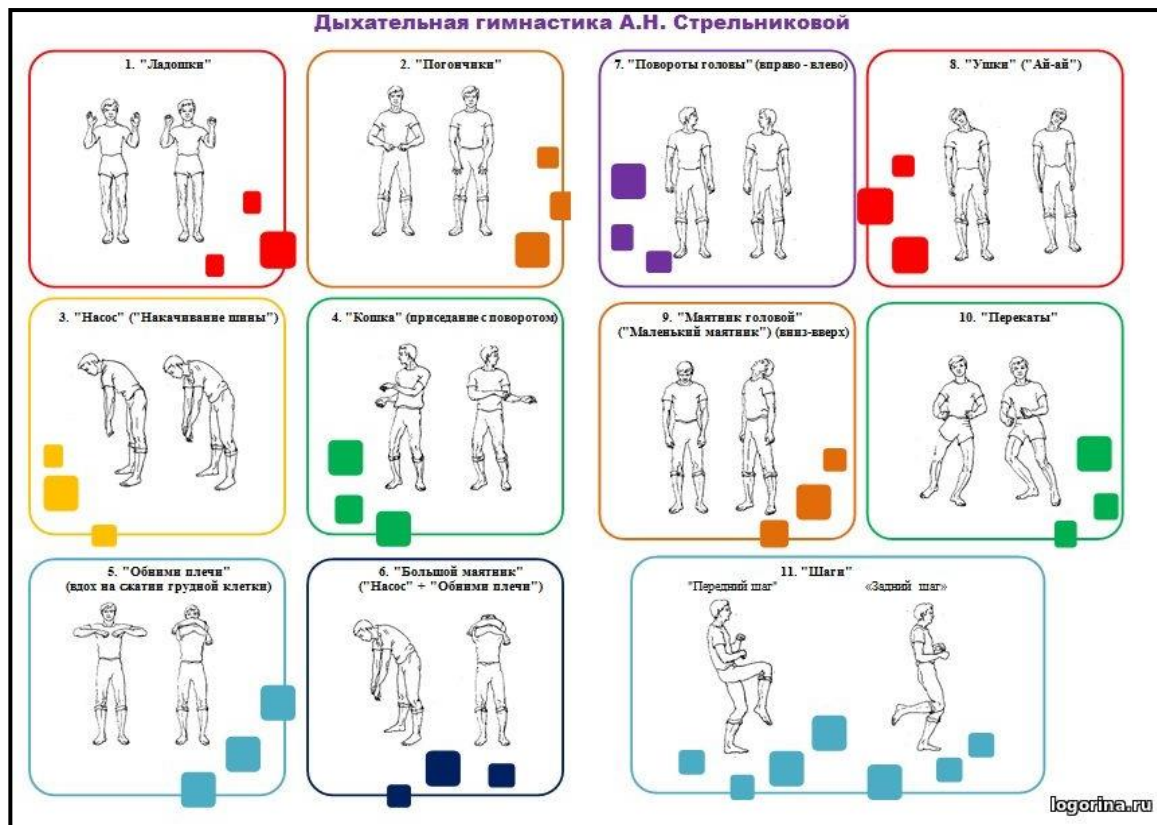 Дыхательная гимнастика А.Н. Стрельниковой
1. "Ладошки"
2. "Погончики"
3. "Насос" ("Накачивание шины")
4. "Кошка" (приседание с поворотом)
5. "Обними плечи"
(вдох на сжатии грудной клетки)
6. "Большой маятник"
("Насос" + "Обними плечи")
7. "Повороты головы" (вправо - влево)
8. "Ушки" ("Ай-ай")
9. "Маятник головой"
("Маленький маятник") (вниз-вверх)
10. "Перекаты"
11. "Шаги"
"Передний шаг"
«Задний шаг»
logorina.ru